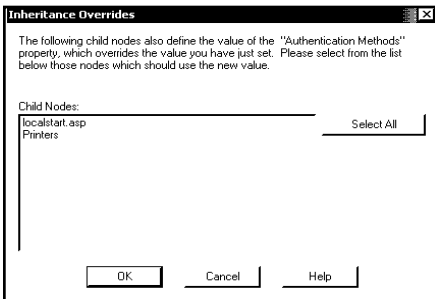 Inheritance Overrides
The following child nodes also define the value of the "Authentication Methods"
property, which overrides the value you have just set. Please select from the list
below those nodes which should use the new value.
Child Nodes:
localstart.asp
Printers
Select All
OK
Cancel
Help